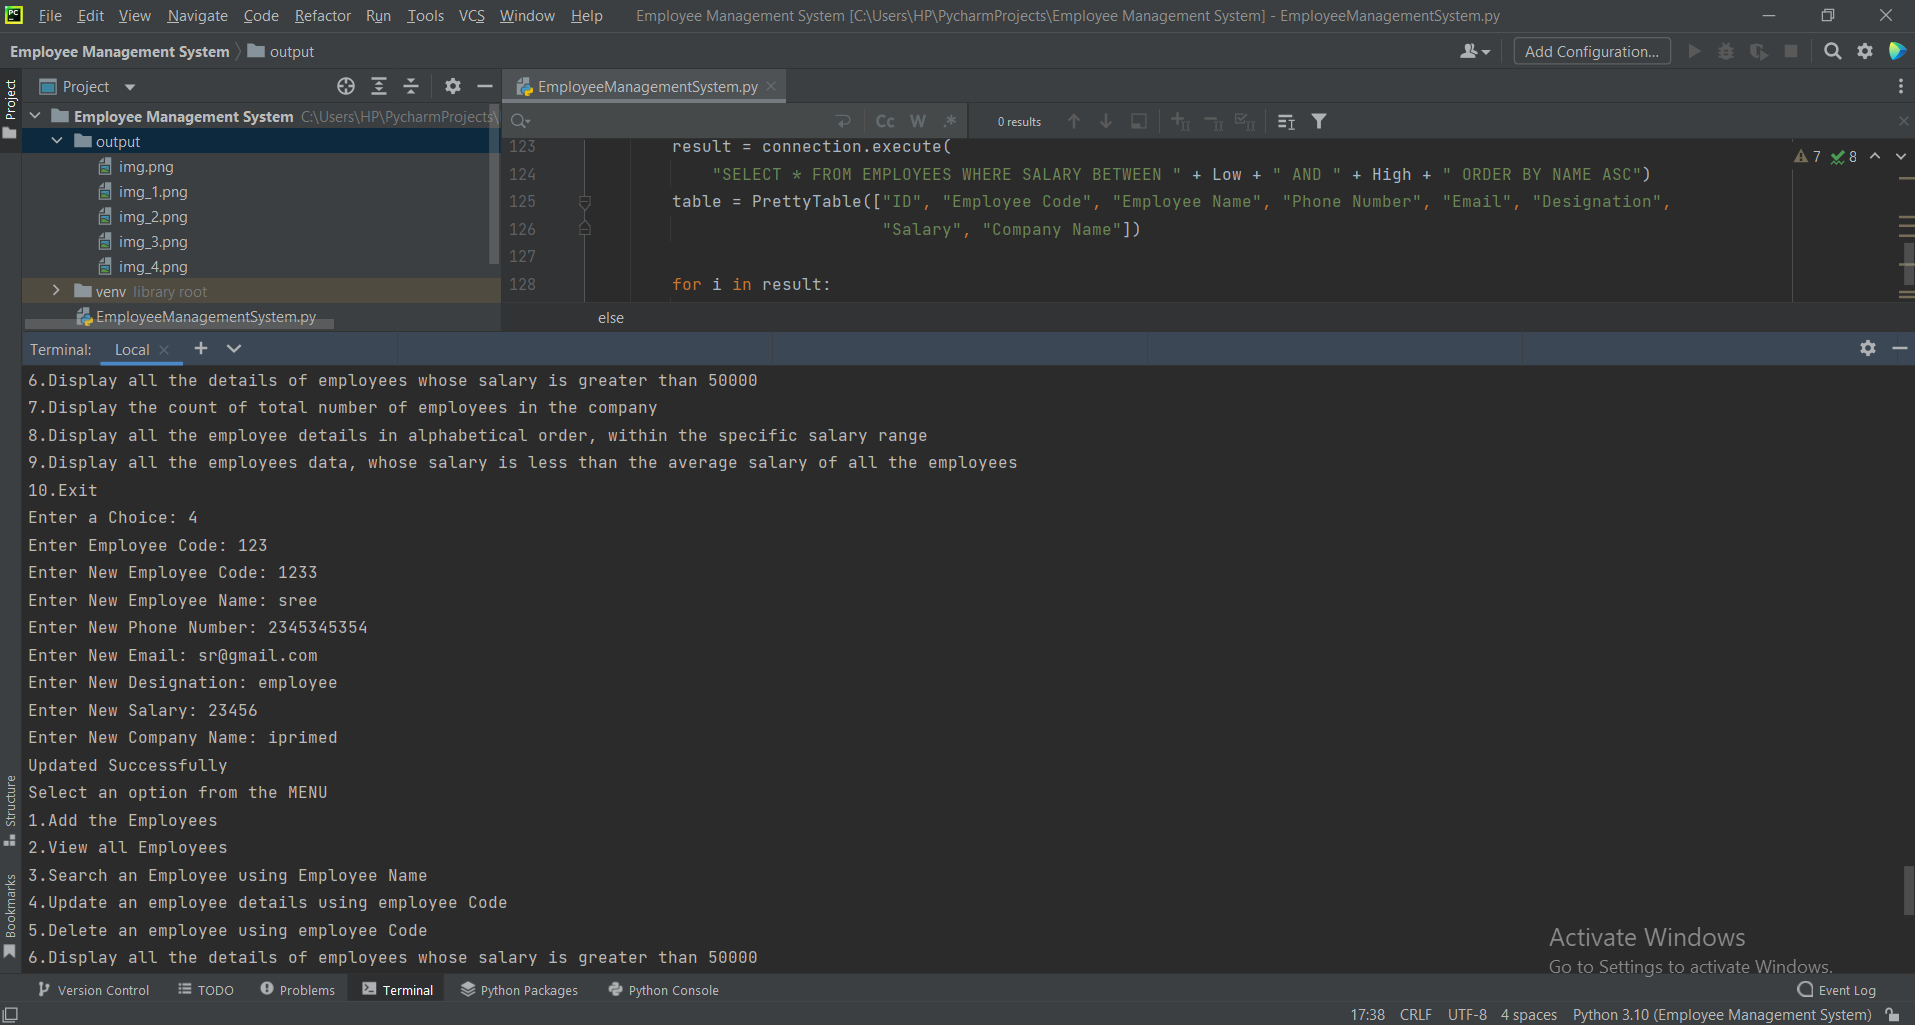 PC File Edit View Navigate Code Refactor Run Tools VCS Window Help Employee Management System [C:\Users\HP\PycharmProjects\Employee Management System] - EmployeeManagementSystem.py
Employee Management System output Add Configuration...
Project Project EmployeeManagementSystem.py
Employee Management System C:\Users\HP\PycharmProjects\
Cc W .* 0 results
output
img.png
img_1.png
img_2.png
img_3.png
img_4.png
venv library root
EmployeeManagementSystem.py
123 result = connection.execute(
124 "SELECT * FROM EMPLOYEES WHERE SALARY BETWEEN " + Low + " AND " + High + " ORDER BY NAME ASC")
125 table = PrettyTable(["ID", "Employee Code", "Employee Name", "Phone Number", "Email", "Designation",
126 "Salary", "Company Name"])
127
128 for i in result:
7 8
else
Terminal: Local
6.Display all the details of employees whose salary is greater than 50000
7.Display the count of total number of employees in the company
8.Display all the employee details in alphabetical order, within the specific salary range
9.Display all the employees data, whose salary is less than the average salary of all the employees
10.Exit
Enter a Choice: 4
Enter Employee Code: 123
Enter New Employee Code: 1233
Enter New Employee Name: sree
Enter New Phone Number: 2345345354
Enter New Email: sr@gmail.com
Enter New Designation: employee
Enter New Salary: 23456
Enter New Company Name: iprimed
Updated Successfully
Select an option from the MENU
1.Add the Employees
2.View all Employees
3.Search an Employee using Employee Name
4.Update an employee details using employee Code
5.Delete an employee using employee Code
6.Display all the details of employees whose salary is greater than 50000
Structure
Bookmarks
Activate Windows
Go to Settings to activate Windows.
Version Control TODO Problems Terminal Python Packages Python Console Event Log
17:38 CRLF UTF-8 4 spaces Python 3.10 (Employee Management System)